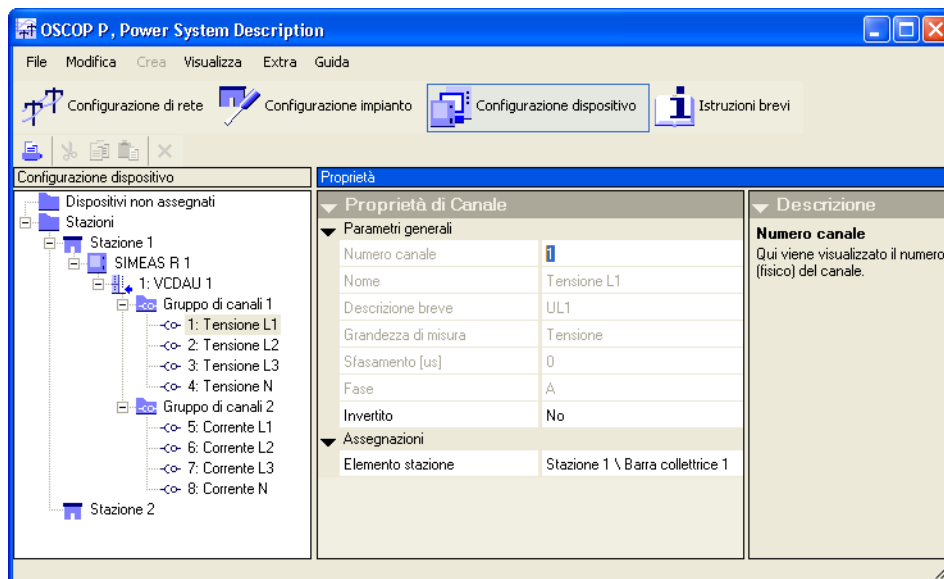 OSCOP P, Power System Description
File Modifica Crea Visualizza Extra Guida
Configurazione di rete Configurazione impianto Configurazione dispositivo Istruzioni brevi
Configurazione dispositivo
Dispositivi non assegnati
Stazioni
Stazione 1
SIMEAS R 1
1: VCDAU 1
Gruppo di canali 1
1: Tensione L1
2: Tensione L2
3: Tensione L3
4: Tensione N
Gruppo di canali 2
5: Corrente L1
6: Corrente L2
7: Corrente L3
8: Corrente N
Stazione 2
Proprietà
Proprietà di Canale
Parametri generali
Numero canale 1
Nome Tensione L1
Descrizione breve UL1
Grandezza di misura Tensione
Sfasamento [us] 0
Fase A
Invertito No
Assegnazioni
Elemento stazione Stazione 1 \ Barra collettrice 1
Descrizione
Numero canale
Qui viene visualizzato il numero
(fisico) del canale.